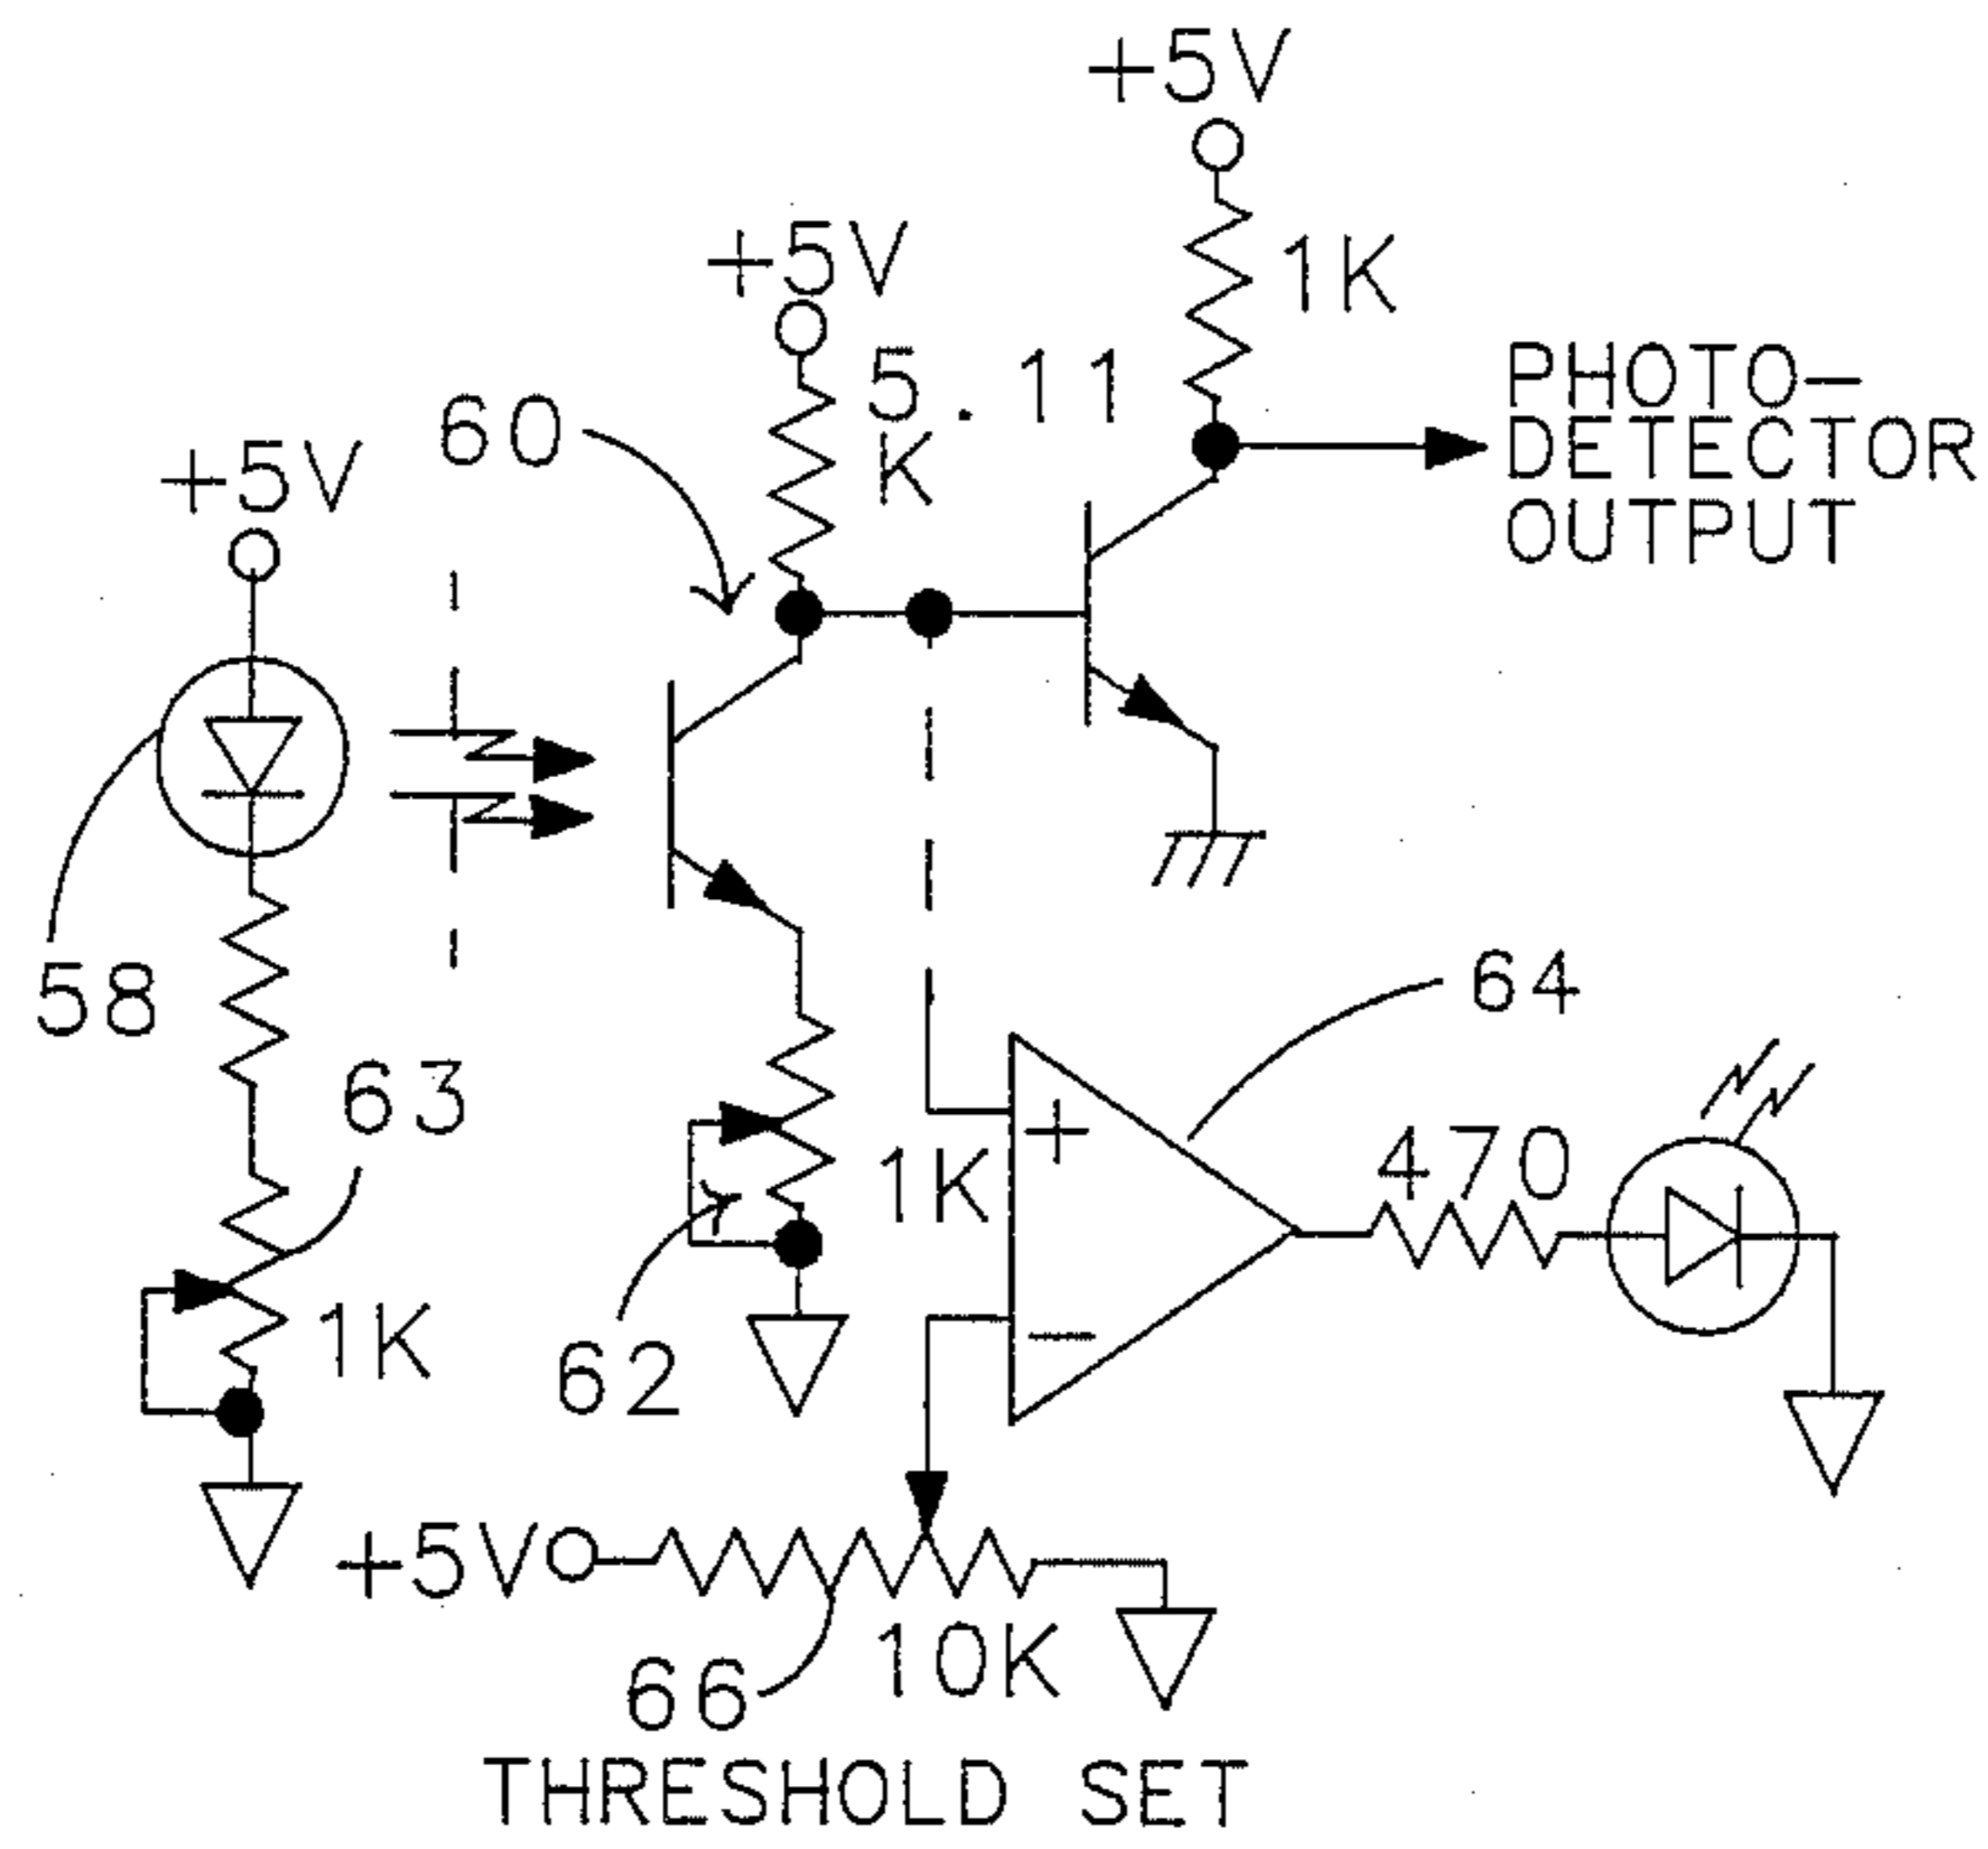 +5V
1K
+5V
5.11
K
60
PHOTO-
DETECTOR
OUTPUT
+5V
58
63
64
+
1K
470
-
1K
62
+5V
10K
66
THRESHOLD SET